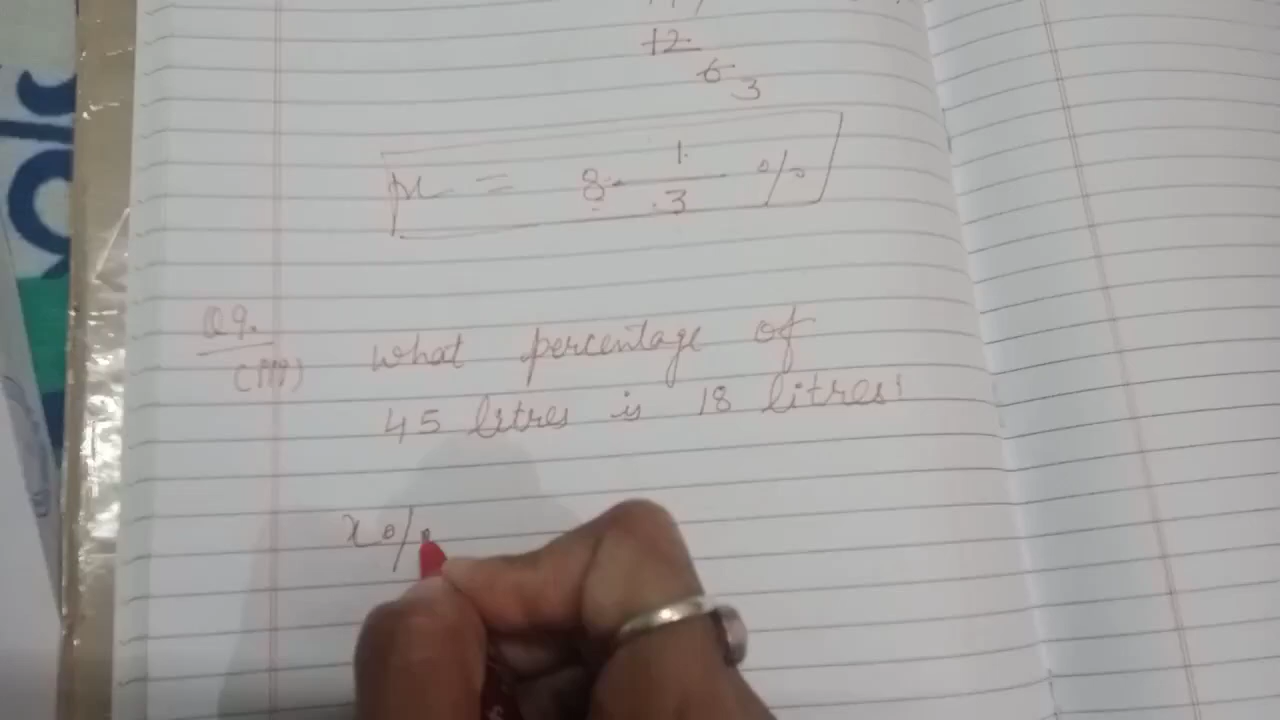 12
6
3
x = 8 1/3 %
Q9.
(iii) What percentage of
45 litres is 18 litres?
x%